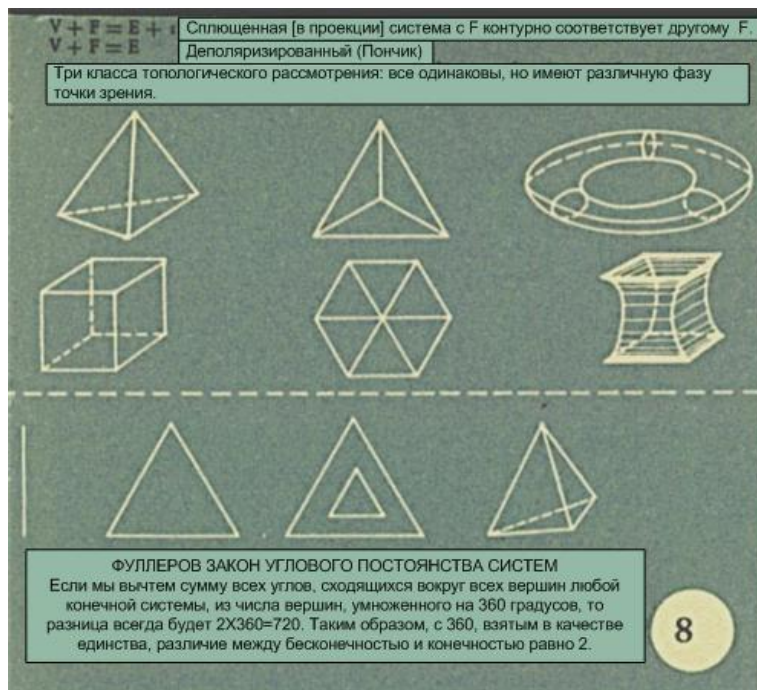 V + F = E + Сплющенная [в проекции] система с F контурно соответствует другому F.
V + F = E Деполяризированный (Пончик)
Три класса топологического рассмотрения: все одинаковы, но имеют различную фазу
точки зрения.
ФУЛЛЕРОВ ЗАКОН УГЛОВОГО ПОСТОЯНСТВА СИСТЕМ
Если мы вычтем сумму всех углов, сходящихся вокруг всех вершин любой
конечной системы, из числа вершин, умноженного на 360 градусов, то
разница всегда будет 2X360=720. Таким образом, с 360, взятым в качестве
единства, различие между бесконечностью и конечностью равно 2.
8